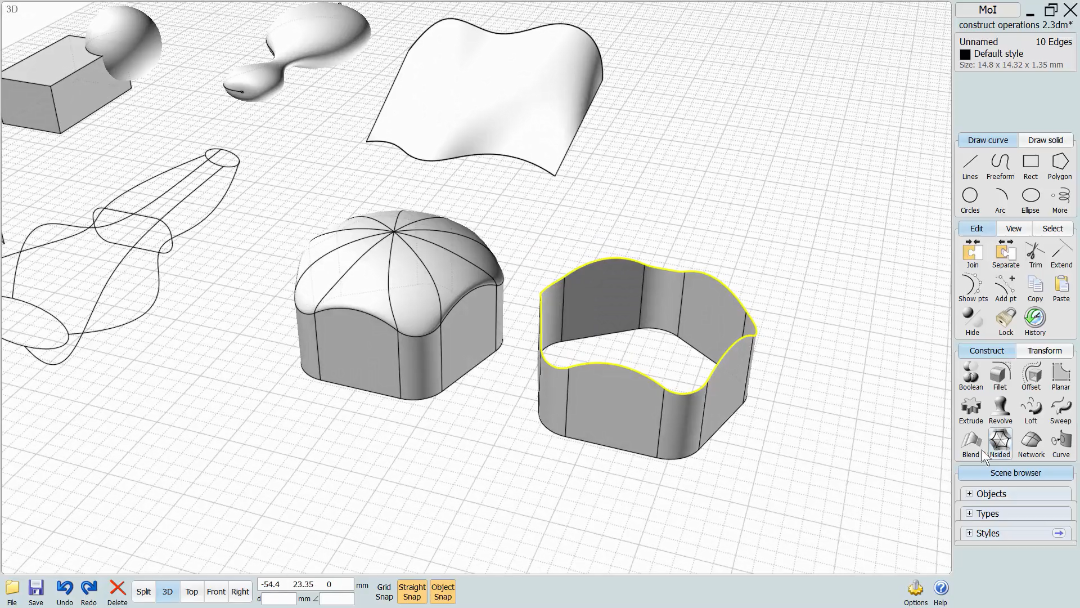 3D
MoI
construct operations 2.3dm*
Unnamed 10 Edges
Default style
Size: 14.8 x 14.32 x 1.35 mm
Draw curve Draw solid
Lines Freeform Rect Polygon
Circles Arc Ellipse More
Edit View Select
Join Separate Trim Extend
Show pts Add pt Copy Paste
Hide Lock History
Construct Transform
Boolean Fillet Offset Planar
Extrude Revolve Loft Sweep
Blend Nsided Network Curve
Scene browser
Objects
Types
Styles
File Save Undo Redo Delete Split 3D Top Front Right
-54.4 23.35 0 mm
d mm∠
Grid Snap Straight Snap Object Snap
Options Help